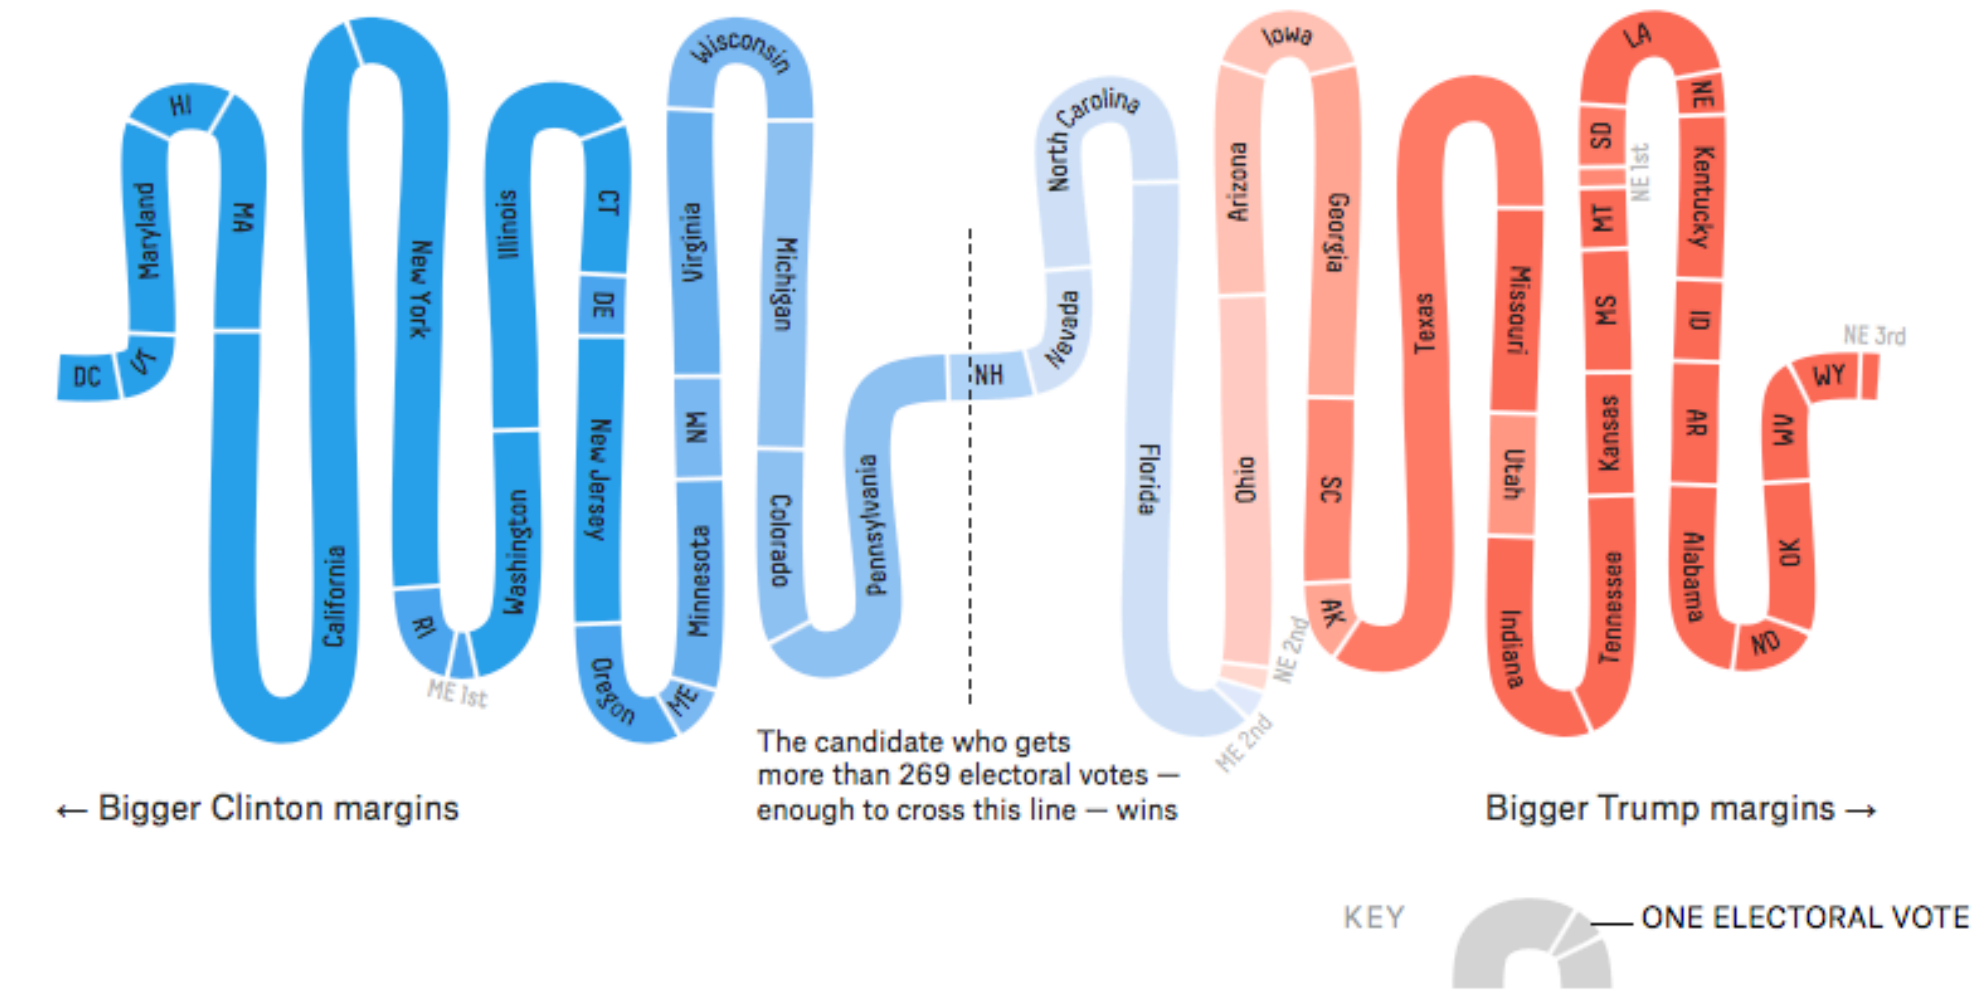 DC
VT
Maryland
HI
MA
California
New York
RI
ME 1st
Washington
Illinois
CT
DE
New Jersey
Oregon
ME
Minnesota
NM
Virginia
Wisconsin
Michigan
Colorado
Pennsylvania
NH
Nevada
North Carolina
Florida
ME 2nd
NE 2nd
Ohio
Arizona
Iowa
Georgia
SC
AK
Texas
Missouri
Utah
Indiana
Tennessee
Kansas
MS
MT
NE 1st
SD
LA
NE
Kentucky
ID
AR
Alabama
ND
OK
WV
WY
NE 3rd
The candidate who gets
more than 269 electoral votes —
enough to cross this line — wins
← Bigger Clinton margins
Bigger Trump margins →
KEY
ONE ELECTORAL VOTE